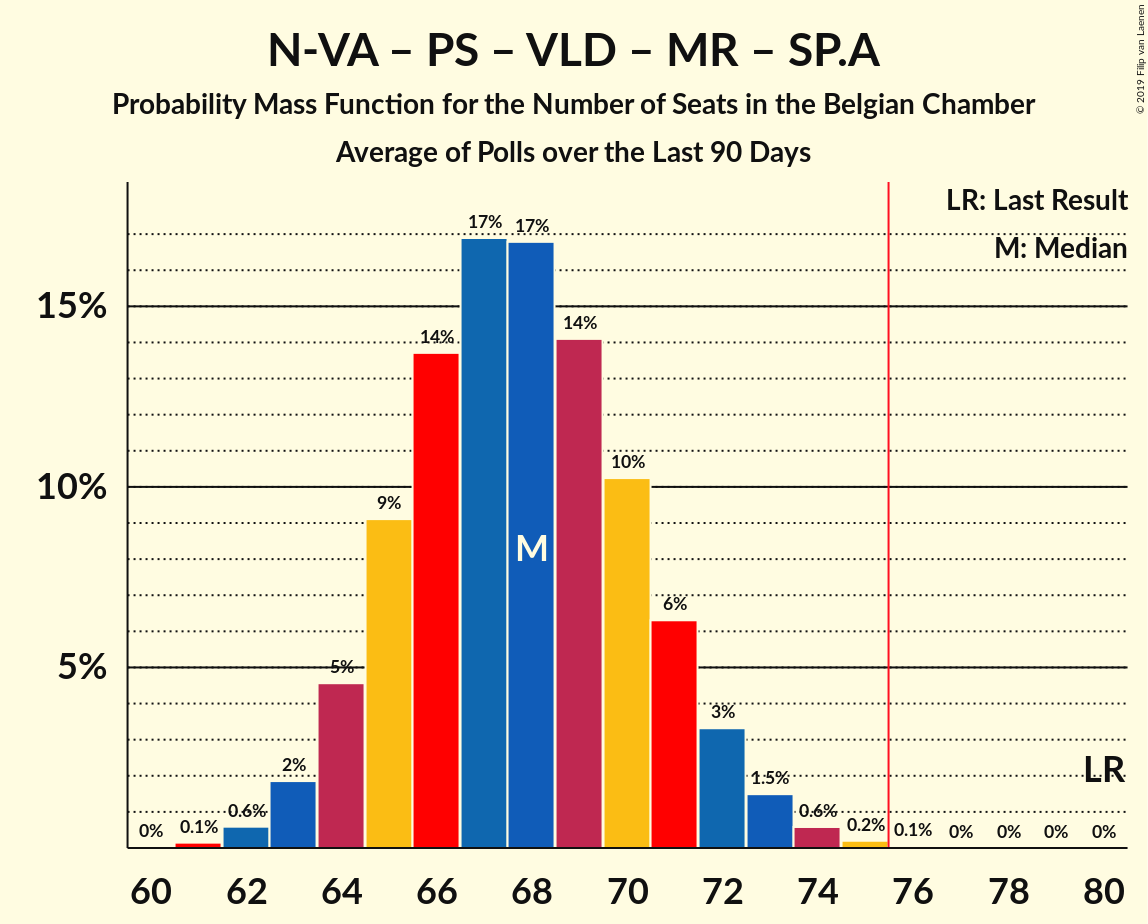 N-VA – PS – VLD – MR – SP.A
Probability Mass Function for the Number of Seats in the Belgian Chamber
Average of Polls over the Last 90 Days
© 2019 Filip van Laenen
LR: Last Result
M: Median
15%
10%
5%
0%
0.1%
0.6%
2%
5%
9%
14%
17%
17%
14%
10%
6%
3%
1.5%
0.6%
0.2%
0.1%
0%
0%
0%
0%
M
LR
60 62 64 66 68 70 72 74 76 78 80